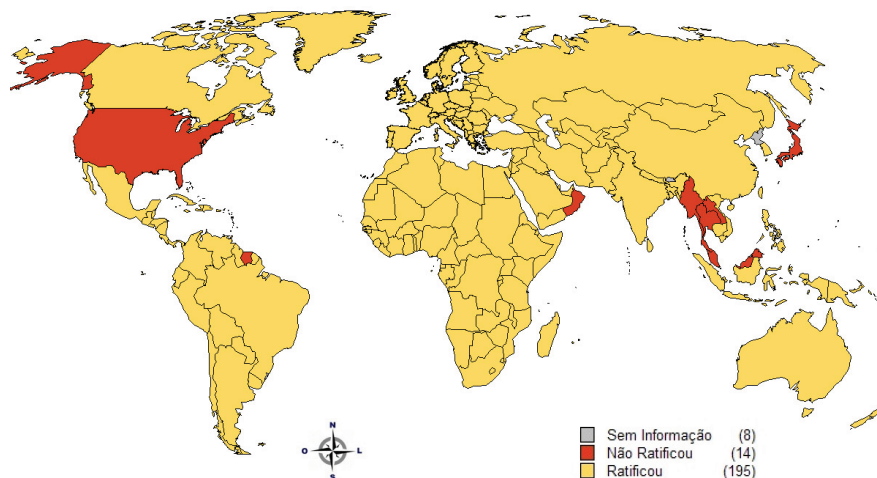 N
O L
S
Sem Informação (8)
Não Ratificou (14)
Ratificou (195)